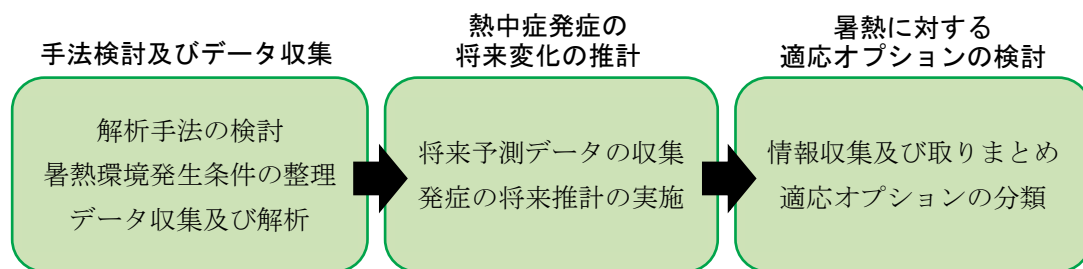 手法検討及びデータ収集
解析手法の検討
暑熱環境発生条件の整理
データ収集及び解析
熱中症発症の
将来変化の推計
将来予測データの収集
発症の将来推計の実施
暑熱に対する
適応オプションの検討
情報収集及び取りまとめ
適応オプションの分類